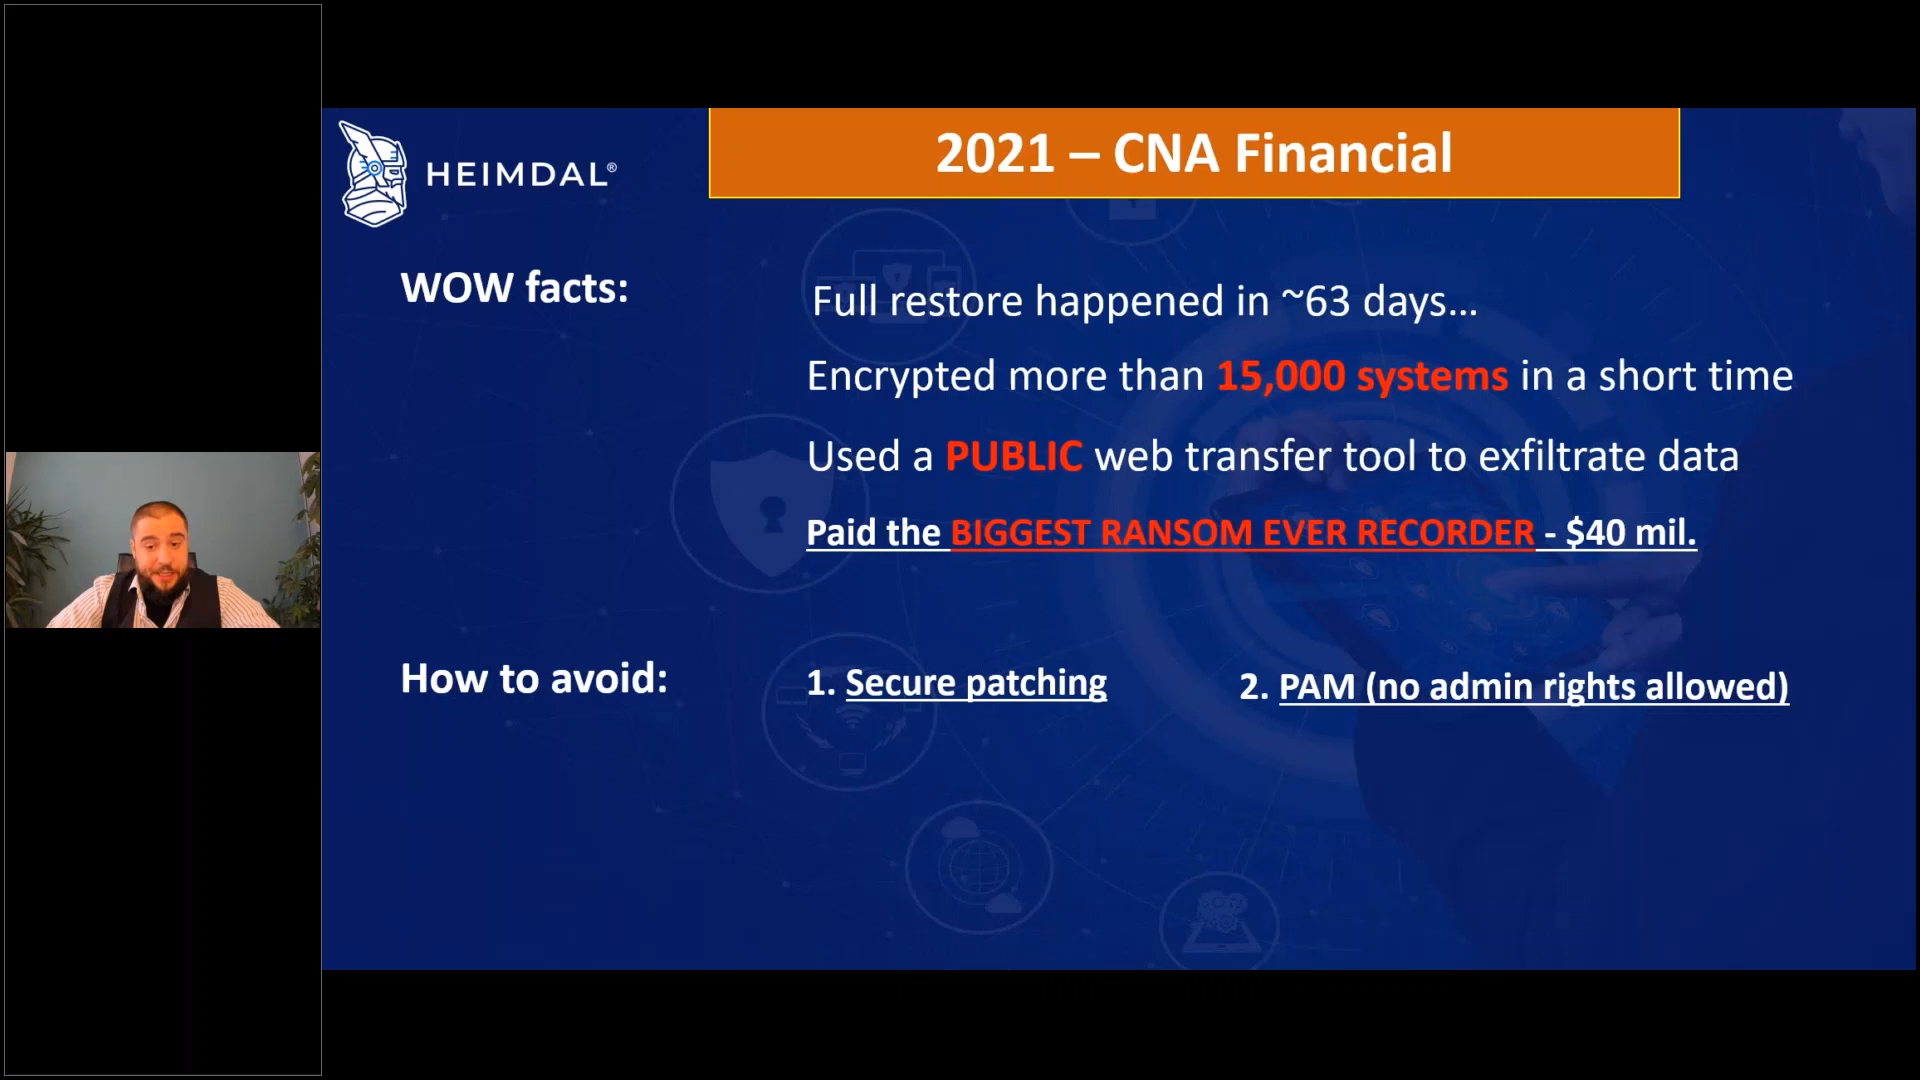 HEIMDAL®
2021 – CNA Financial
WOW facts:
Full restore happened in ~63 days...
Encrypted more than 15,000 systems in a short time
Used a PUBLIC web transfer tool to exfiltrate data
Paid the BIGGEST RANSOM EVER RECORDER - $40 mil.
How to avoid:
1. Secure patching
2. PAM (no admin rights allowed)